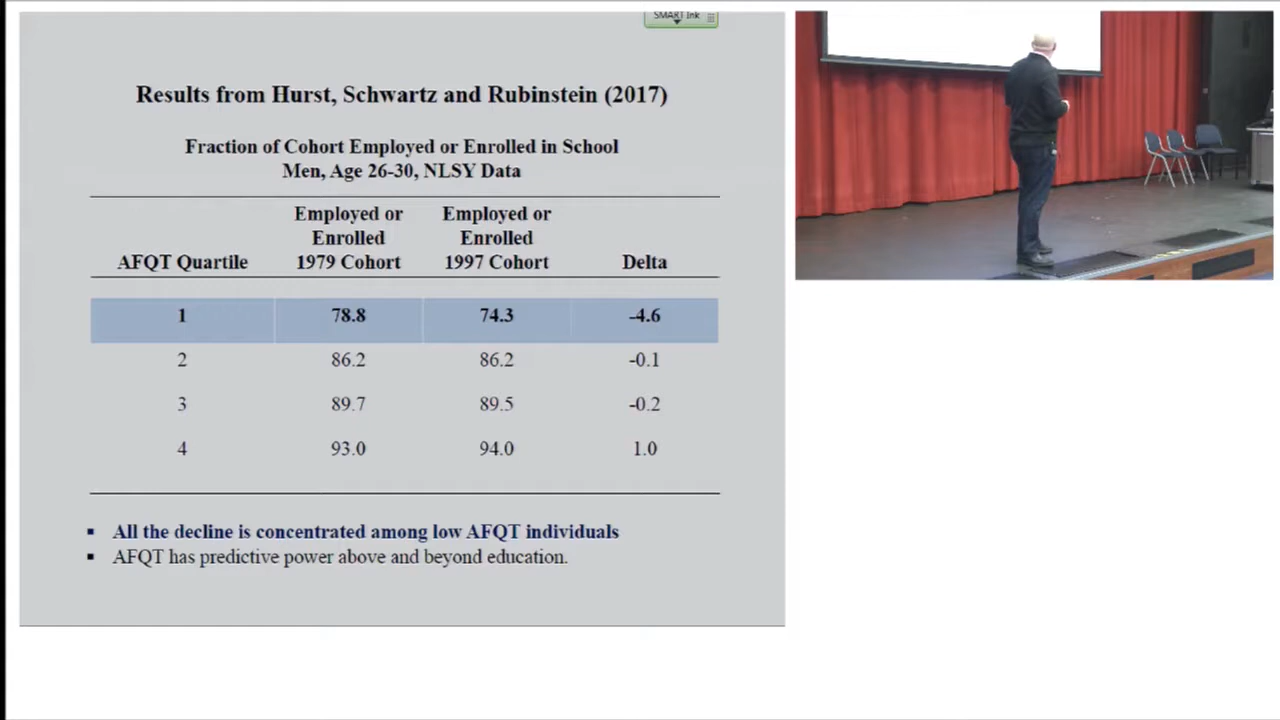 SMART Ink
Results from Hurst, Schwartz and Rubinstein (2017)
Fraction of Cohort Employed or Enrolled in School
Men, Age 26-30, NLSY Data
AFQT Quartile Employed or Enrolled 1979 Cohort Employed or Enrolled 1997 Cohort Delta
1 78.8 74.3 -4.6
2 86.2 86.2 -0.1
3 89.7 89.5 -0.2
4 93.0 94.0 1.0
▪ All the decline is concentrated among low AFQT individuals
▪ AFQT has predictive power above and beyond education.